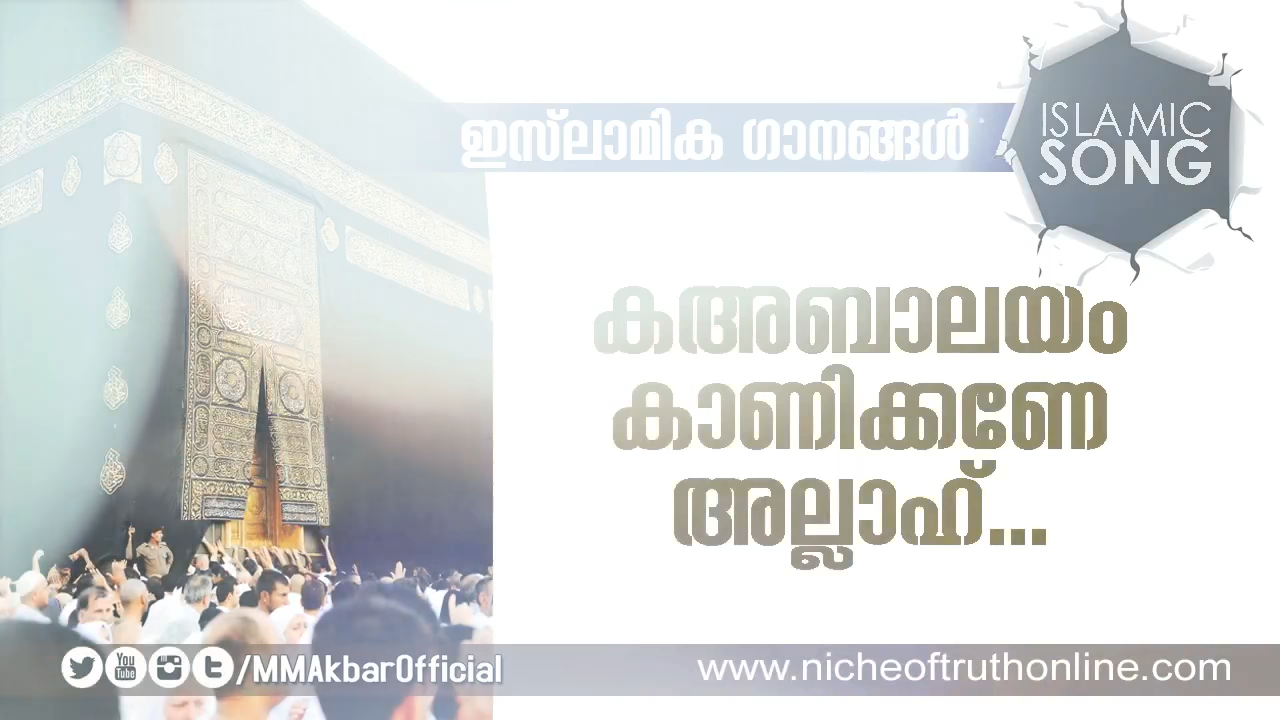 ഇസ്‌ലാമിക ഗാനങ്ങൾ
ISLAMIC
SONG
കഅബാലയം
കാണിക്കണേ
അല്ലാഹ്...
/MMAkbarOfficial
www.nicheoftruthonline.com